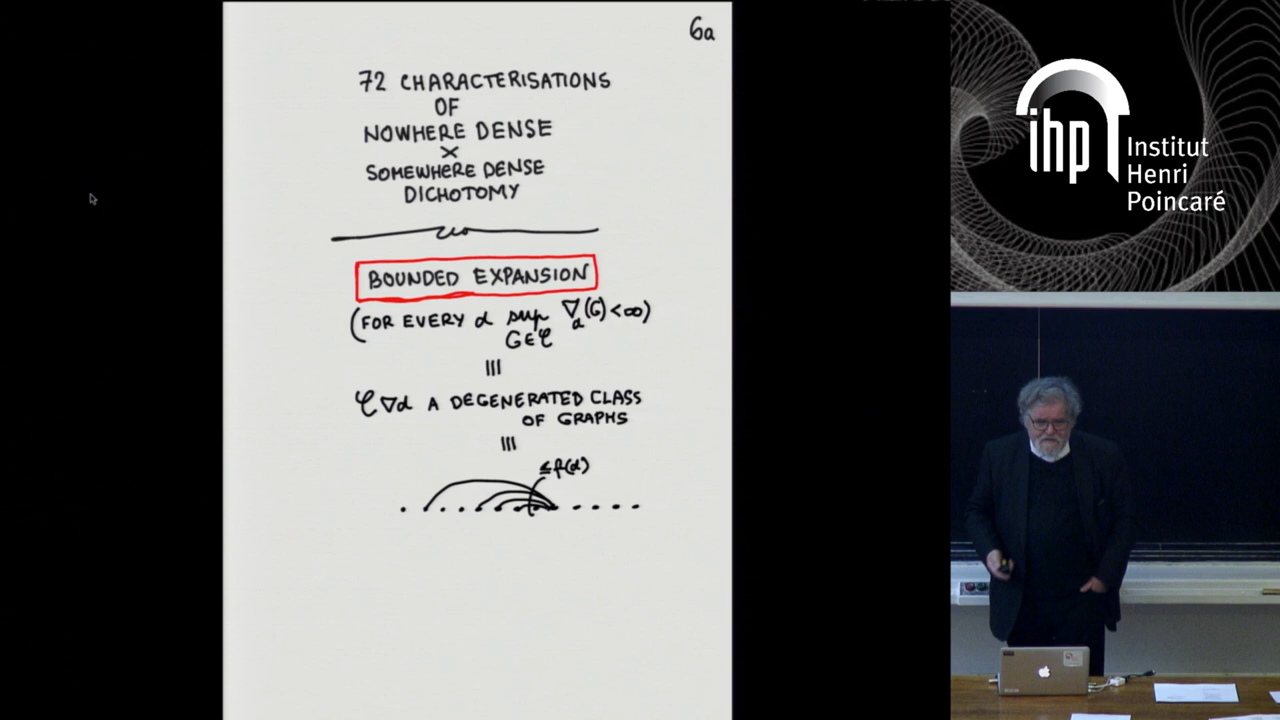 6a
72 CHARACTERISATIONS
OF
NOWHERE DENSE
×
SOMEWHERE DENSE
DICHOTOMY
BOUNDED EXPANSION
(FOR EVERY d sup ∇_d(G) < ∞)
G∈𝒞
|||
𝒞∇d A DEGENERATED CLASS
OF GRAPHS
|||
≤f(d)
ihp
Institut
Henri
Poincaré